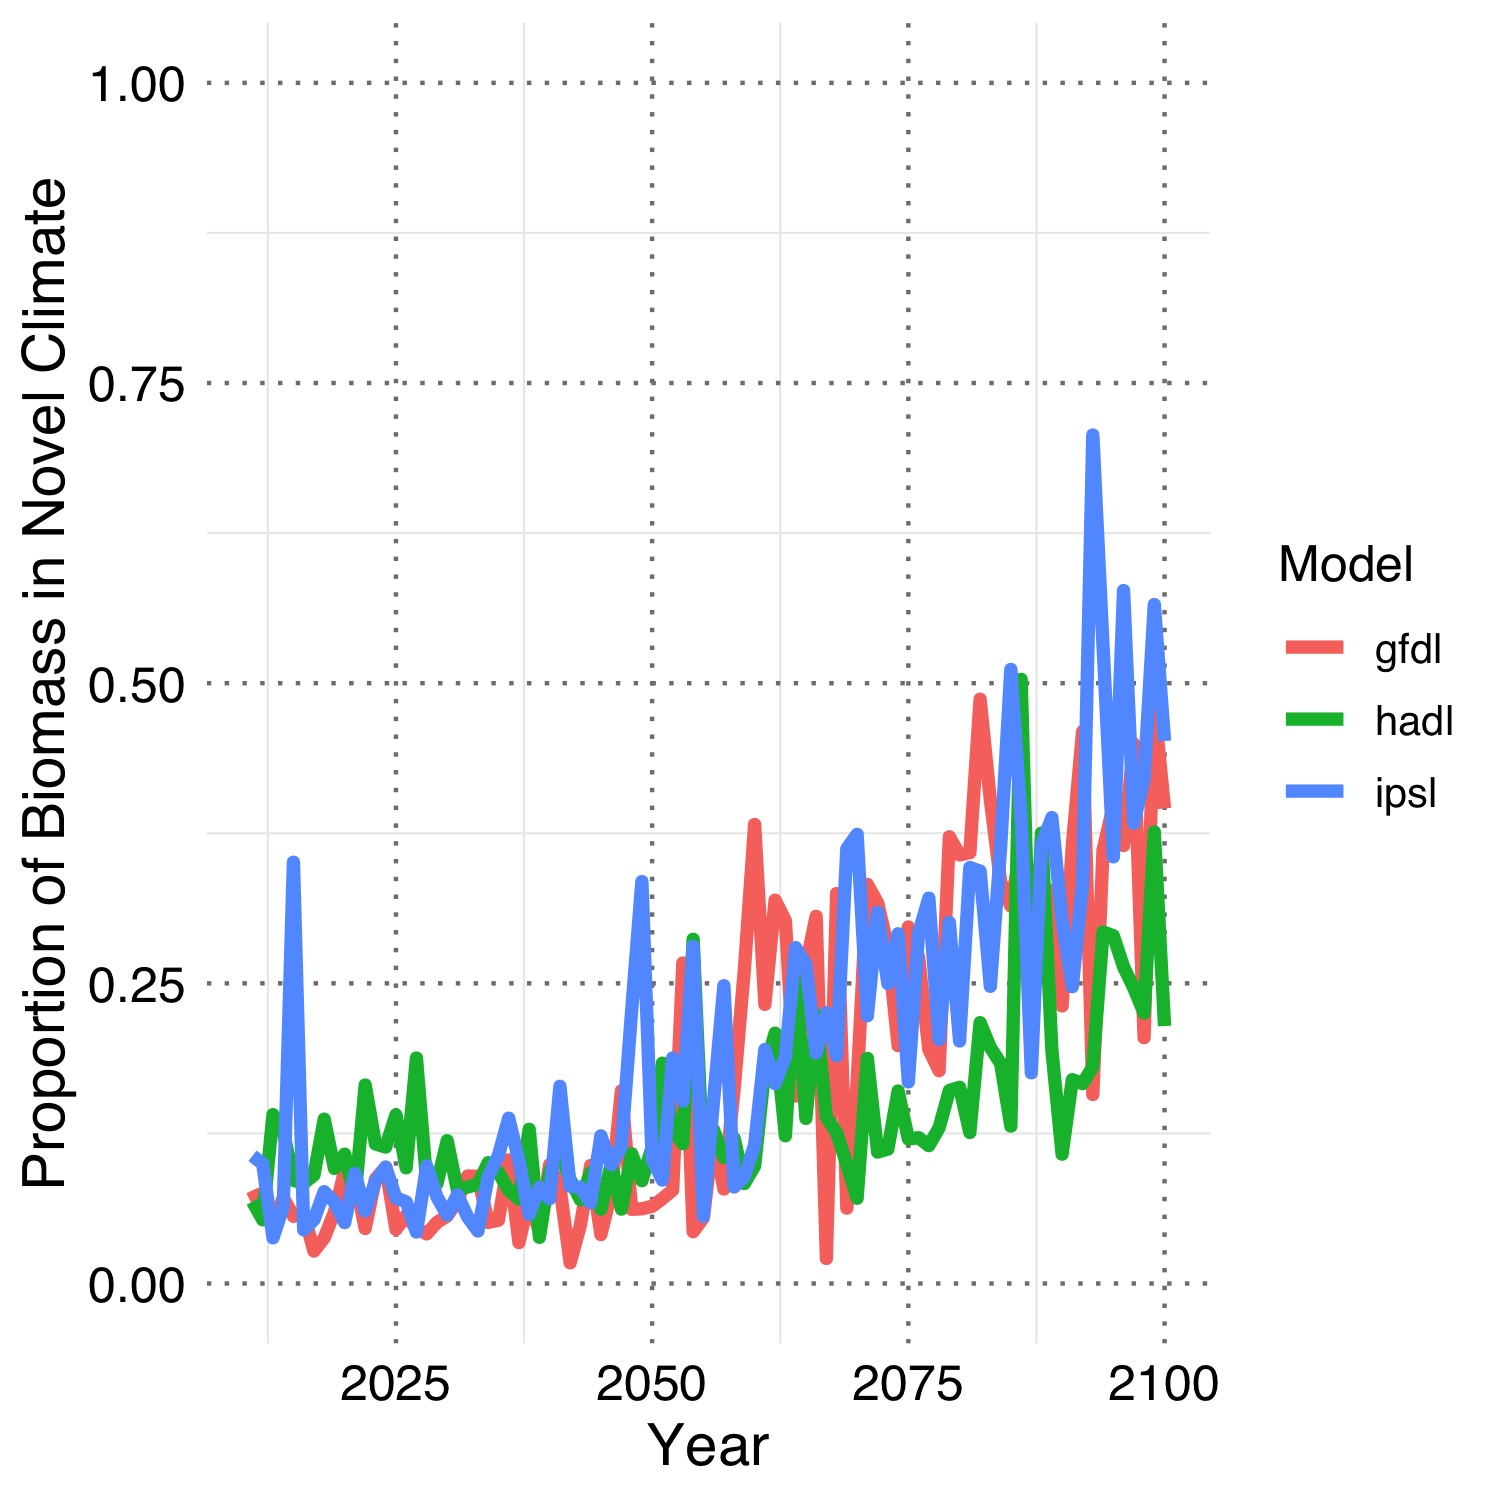 1.00
0.75
0.50
0.25
0.00
Proportion of Biomass in Novel Climate
2025 2050 2075 2100
Year
Model
gfdl
hadl
ipsl